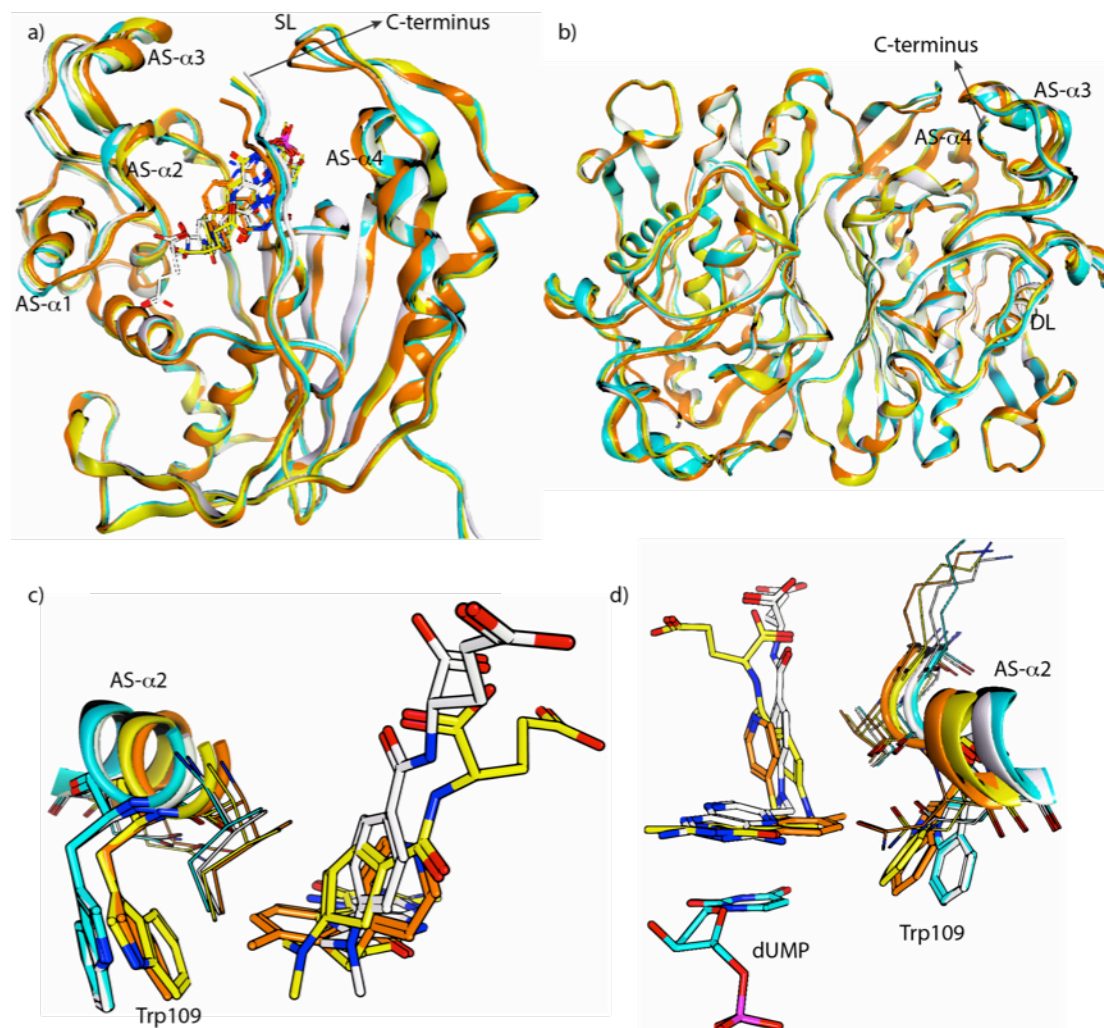 a)
SL
C-terminus
AS-α3
AS-α2
AS-α4
AS-α1
b)
C-terminus
AS-α3
AS-α4
DL
c)
AS-α2
Trp109
d)
AS-α2
Trp109
dUMP